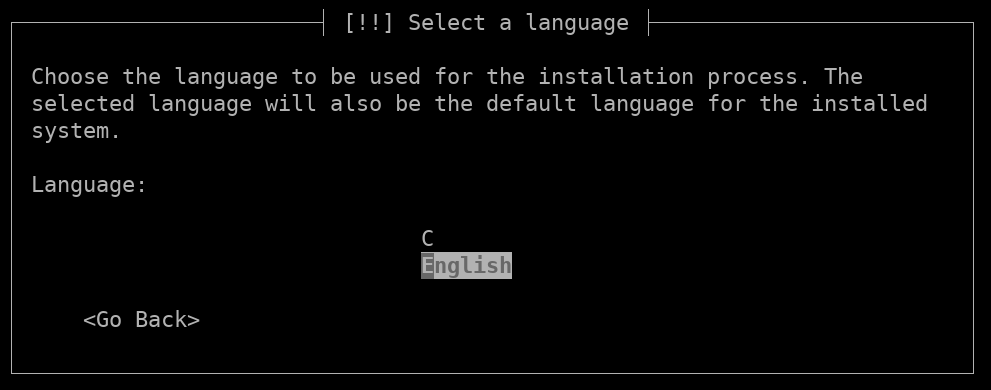 [!!] Select a language
Choose the language to be used for the installation process. The
selected language will also be the default language for the installed
system.
Language:
C
English
<Go Back>